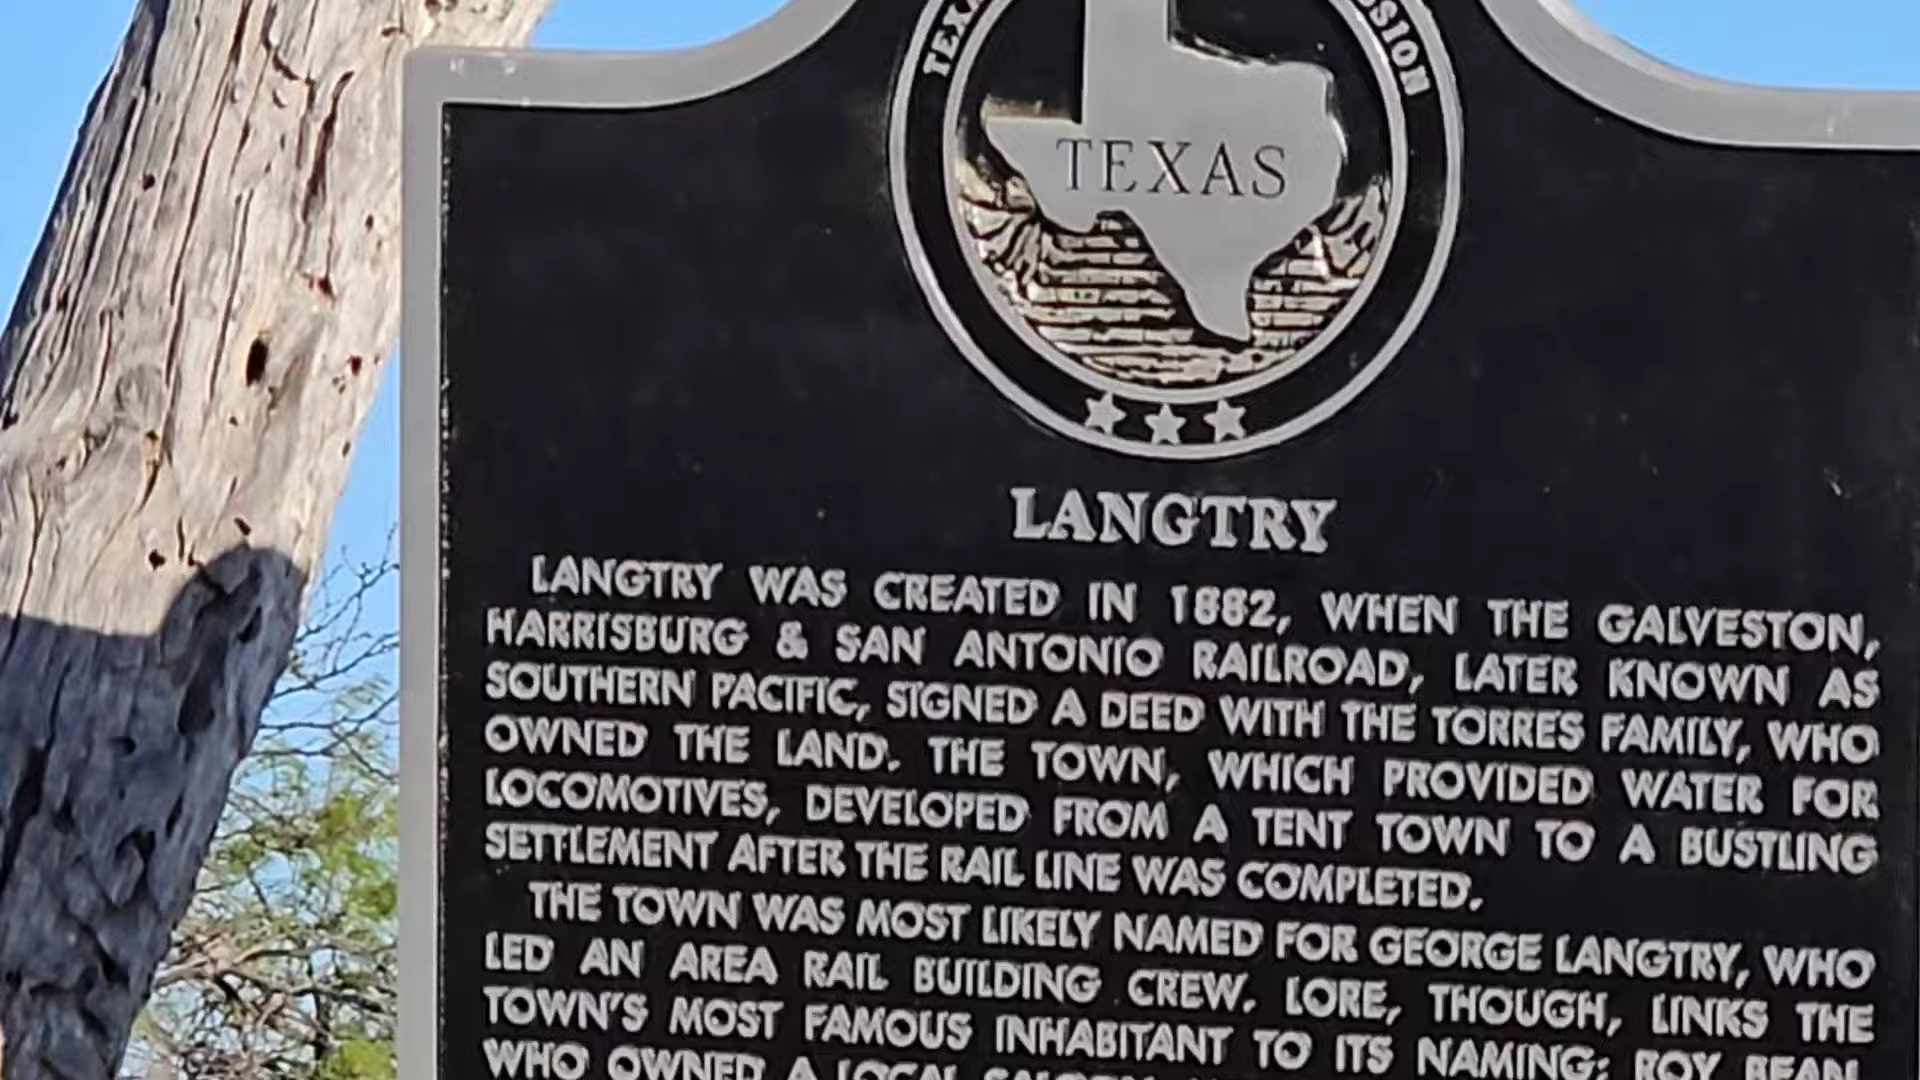 TEXAS
LANGTRY
LANGTRY WAS CREATED IN 1882, WHEN THE GALVESTON,
HARRISBURG & SAN ANTONIO RAILROAD, LATER KNOWN AS
SOUTHERN PACIFIC, SIGNED A DEED WITH THE TORRES FAMILY, WHO
OWNED THE LAND. THE TOWN, WHICH PROVIDED WATER FOR
LOCOMOTIVES, DEVELOPED FROM A TENT TOWN TO A BUSTLING
SETTLEMENT AFTER THE RAIL LINE WAS COMPLETED.
THE TOWN WAS MOST LIKELY NAMED FOR GEORGE LANGTRY, WHO
LED AN AREA RAIL BUILDING CREW. LORE, THOUGH, LINKS THE
TOWN'S MOST FAMOUS INHABITANT TO ITS NAMING; ROY BEAN,
WHO OWNED A LOCAL SALOON